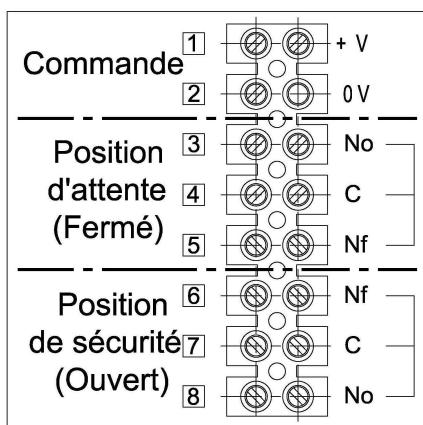 Commande
1 + V
2 0 V
Position
d'attente
(Fermé)
3 No
4 C
5 Nf
Position
de sécurité
(Ouvert)
6 Nf
7 C
8 No